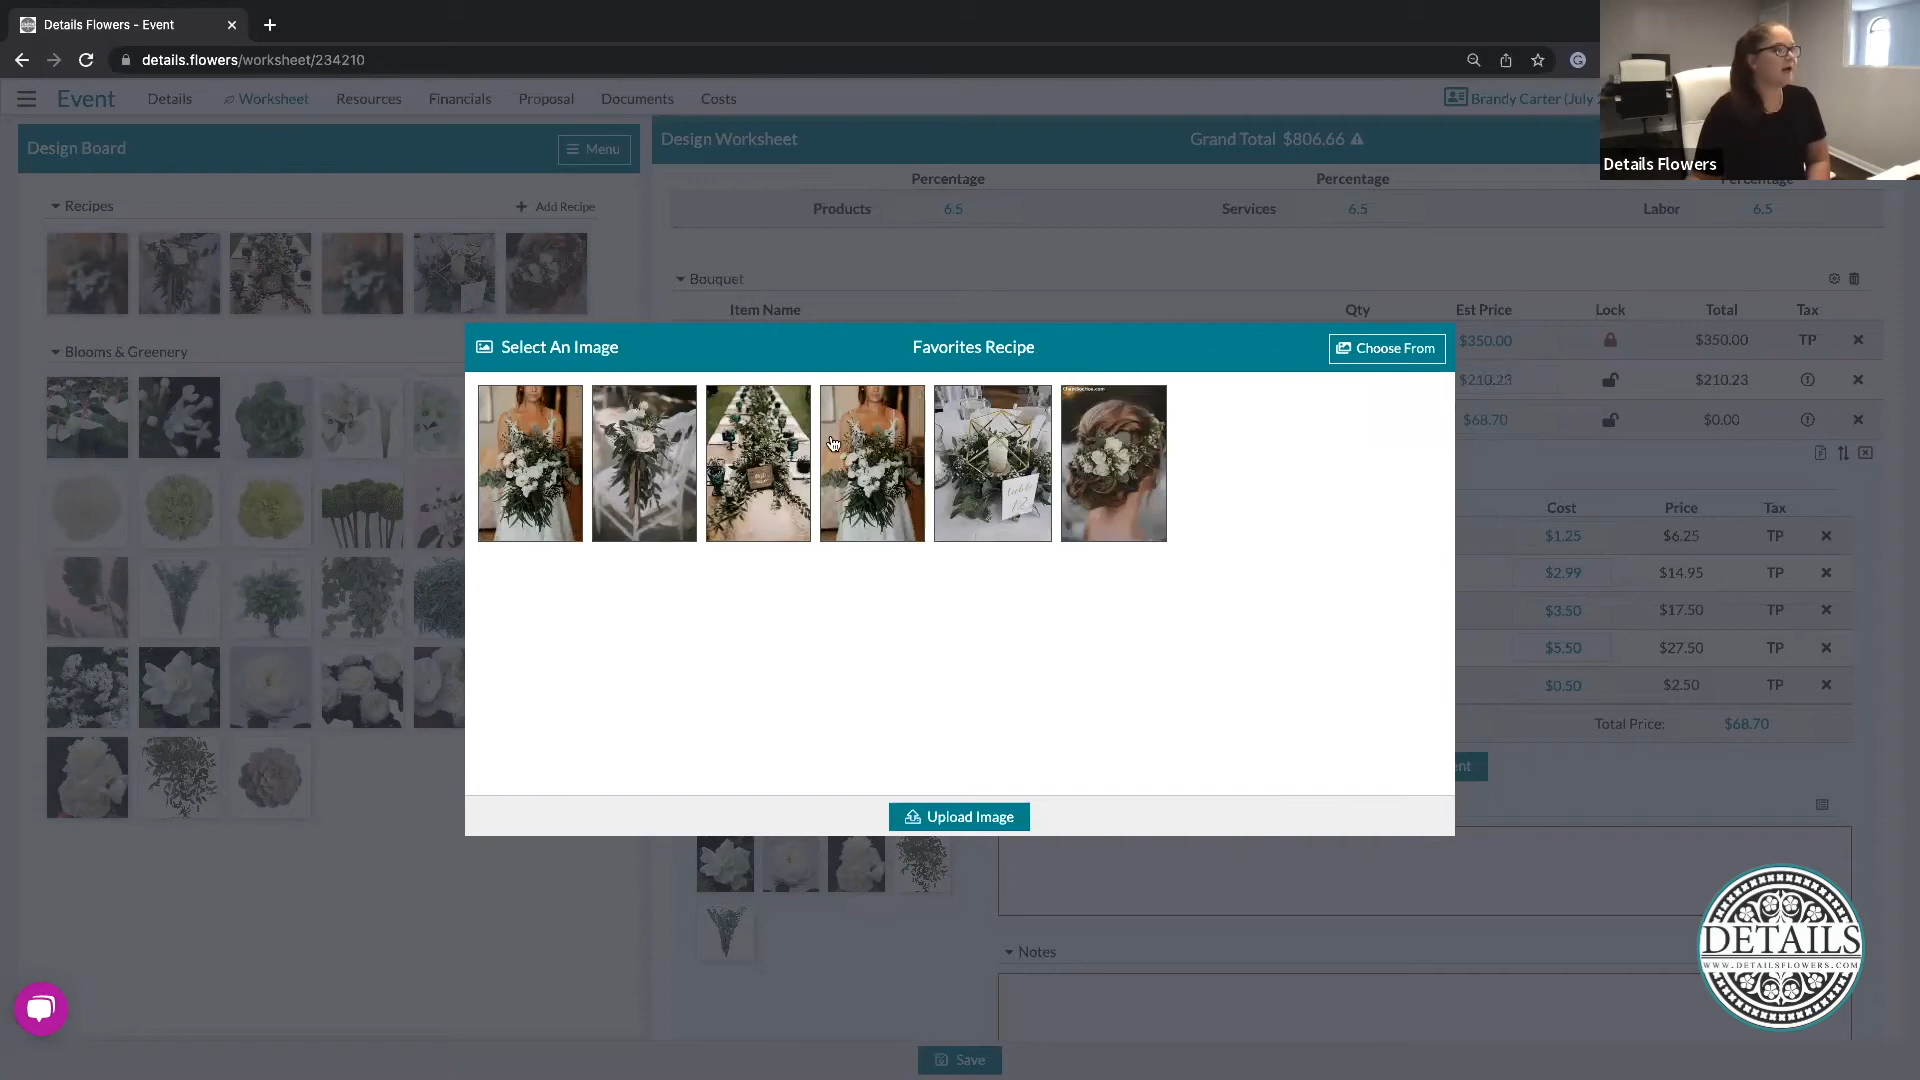 Details Flowers - Event
details.flowers/worksheet/234210
Event Details Worksheet Resources Financials Proposal Documents Costs
Brandy Carter (July
Details Flowers
Design Board
Menu
Design Worksheet
Grand Total $806.66
Percentage Percentage Percentage
Products 6.5 Services 6.5 Labor 6.5
Recipes
Add Recipe
Bouquet
Item Name Qty Est Price Lock Total Tax
$350.00 $350.00 TP
$210.23 $210.23
$68.70 $0.00
Blooms & Greenery
Select An Image
Favorites Recipe
Choose From
Cost Price Tax
$1.25 $6.25 TP
$2.99 $14.95 TP
$3.50 $17.50 TP
$5.50 $27.50 TP
$0.50 $2.50 TP
Total Price: $68.70
Upload Image
Notes
Save
DETAILS
WWW.DETAILSFLOWERS.COM